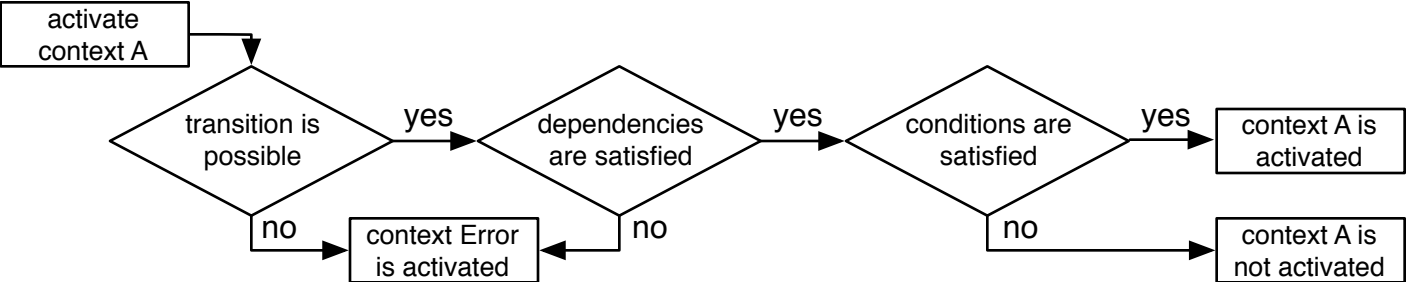 activate
context A
transition is
possible
yes
dependencies
are satisfied
yes
conditions are
satisfied
yes
context A is
activated
no
context Error
is activated
no
no
context A is
not activated